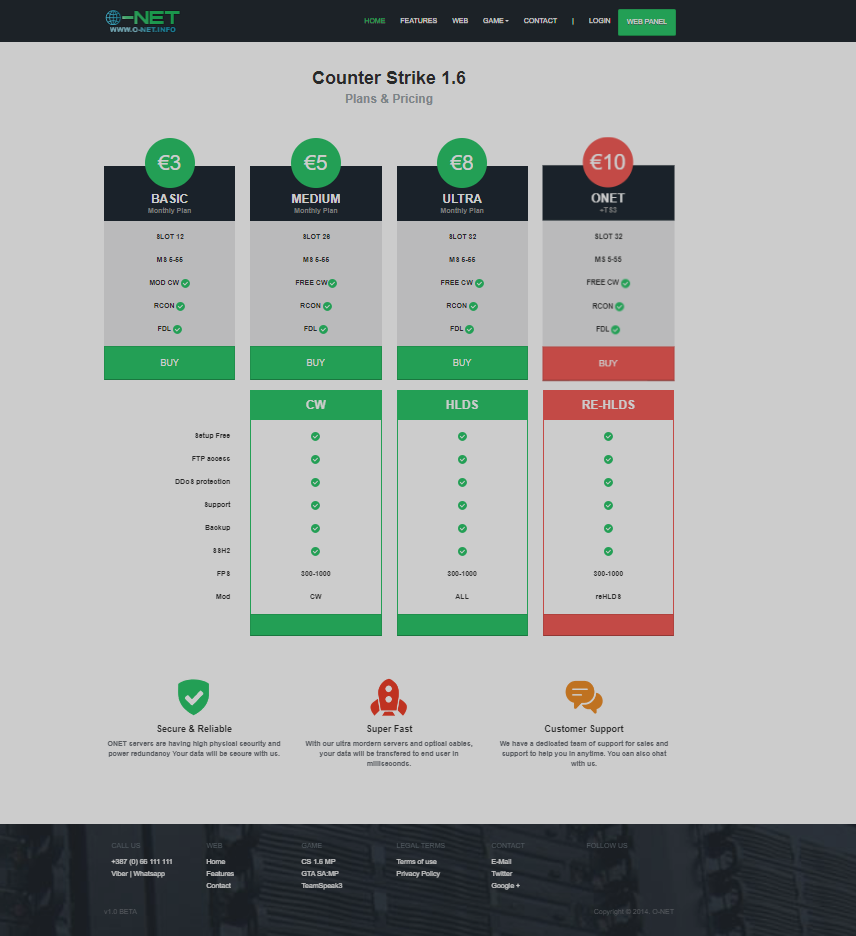 O-NET
WWW.O-NET.INFO
HOME FEATURES WEB GAME CONTACT | LOGIN WEB PANEL
Counter Strike 1.6
Plans & Pricing
€3 €5 €8 €10
BASIC MEDIUM ULTRA ONET
Monthly Plan Monthly Plan Monthly Plan +TS3
SLOT 12 SLOT 26 SLOT 32 SLOT 32
MS 5-55 MS 5-55 MS 5-55 MS 5-55
MOD CW FREE CW FREE CW FREE CW
RCON RCON RCON RCON
FDL FDL FDL FDL
BUY BUY BUY BUY
CW HLDS RE-HLDS
Setup Free
FTP access
DDoS protection
Support
Backup
SSH2
FPS 300-1000 300-1000 300-1000
Mod CW ALL reHLDS
Secure & Reliable
ONET servers are having high physical security and
power redundancy Your data will be secure with us.
Super Fast
With our ultra mordern servers and optical cables,
your data will be transfered to end user in
milliseconds.
Customer Support
We have a dedicated team of support for sales and
support to help you in anytime. You can also chat
with us.
CALL US WEB GAME LEGAL TERMS CONTACT FOLLOW US
+387 (0) 66 111 111 Home CS 1.6 MP Terms of use E-Mail
Viber | Whatsapp Features GTA SA:MP Privacy Policy Twitter
Contact TeamSpeak3 Google +
v1.0 BETA Copyright © 2014, O-NET